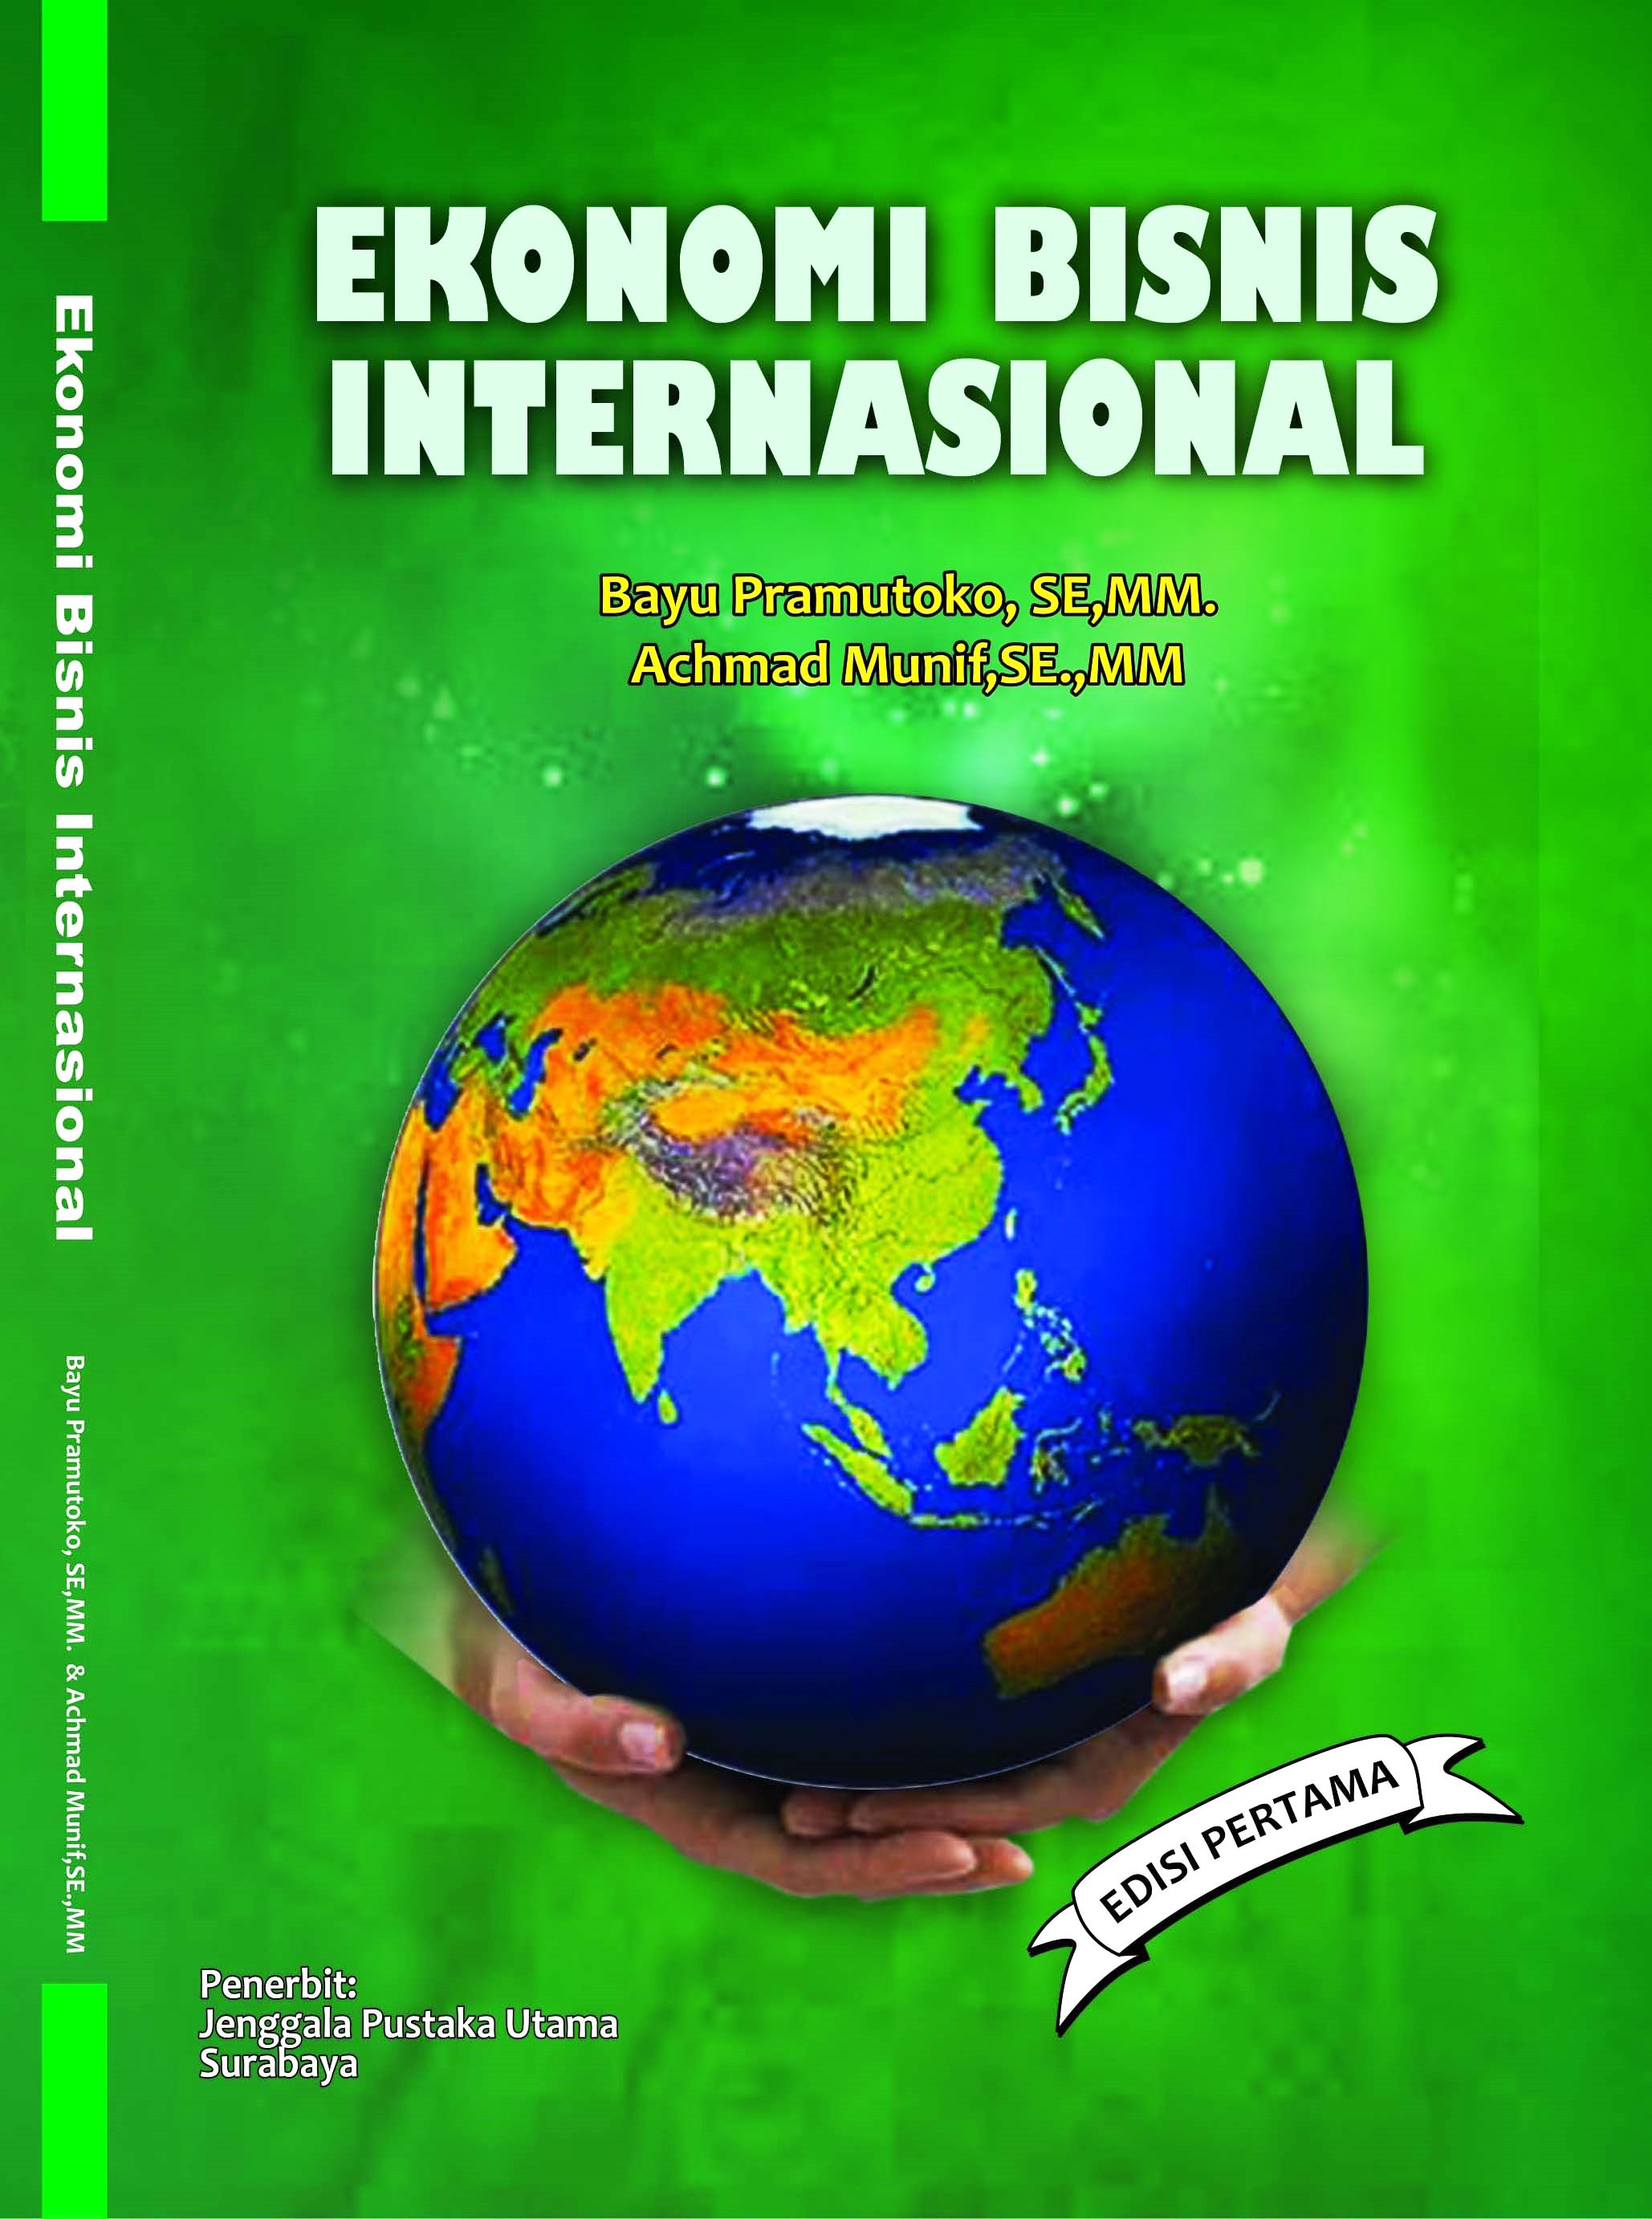 EKONOMI BISNIS
INTERNASIONAL
Bayu Pramutoko, SE,MM.
Achmad Munif,SE.,MM
EDISI PERTAMA
Penerbit:
Jenggala Pustaka Utama
Surabaya
Ekonomi Bisnis Internasional
Bayu Pramutoko, SE,MM. & Achmad Munif,SE.,MM